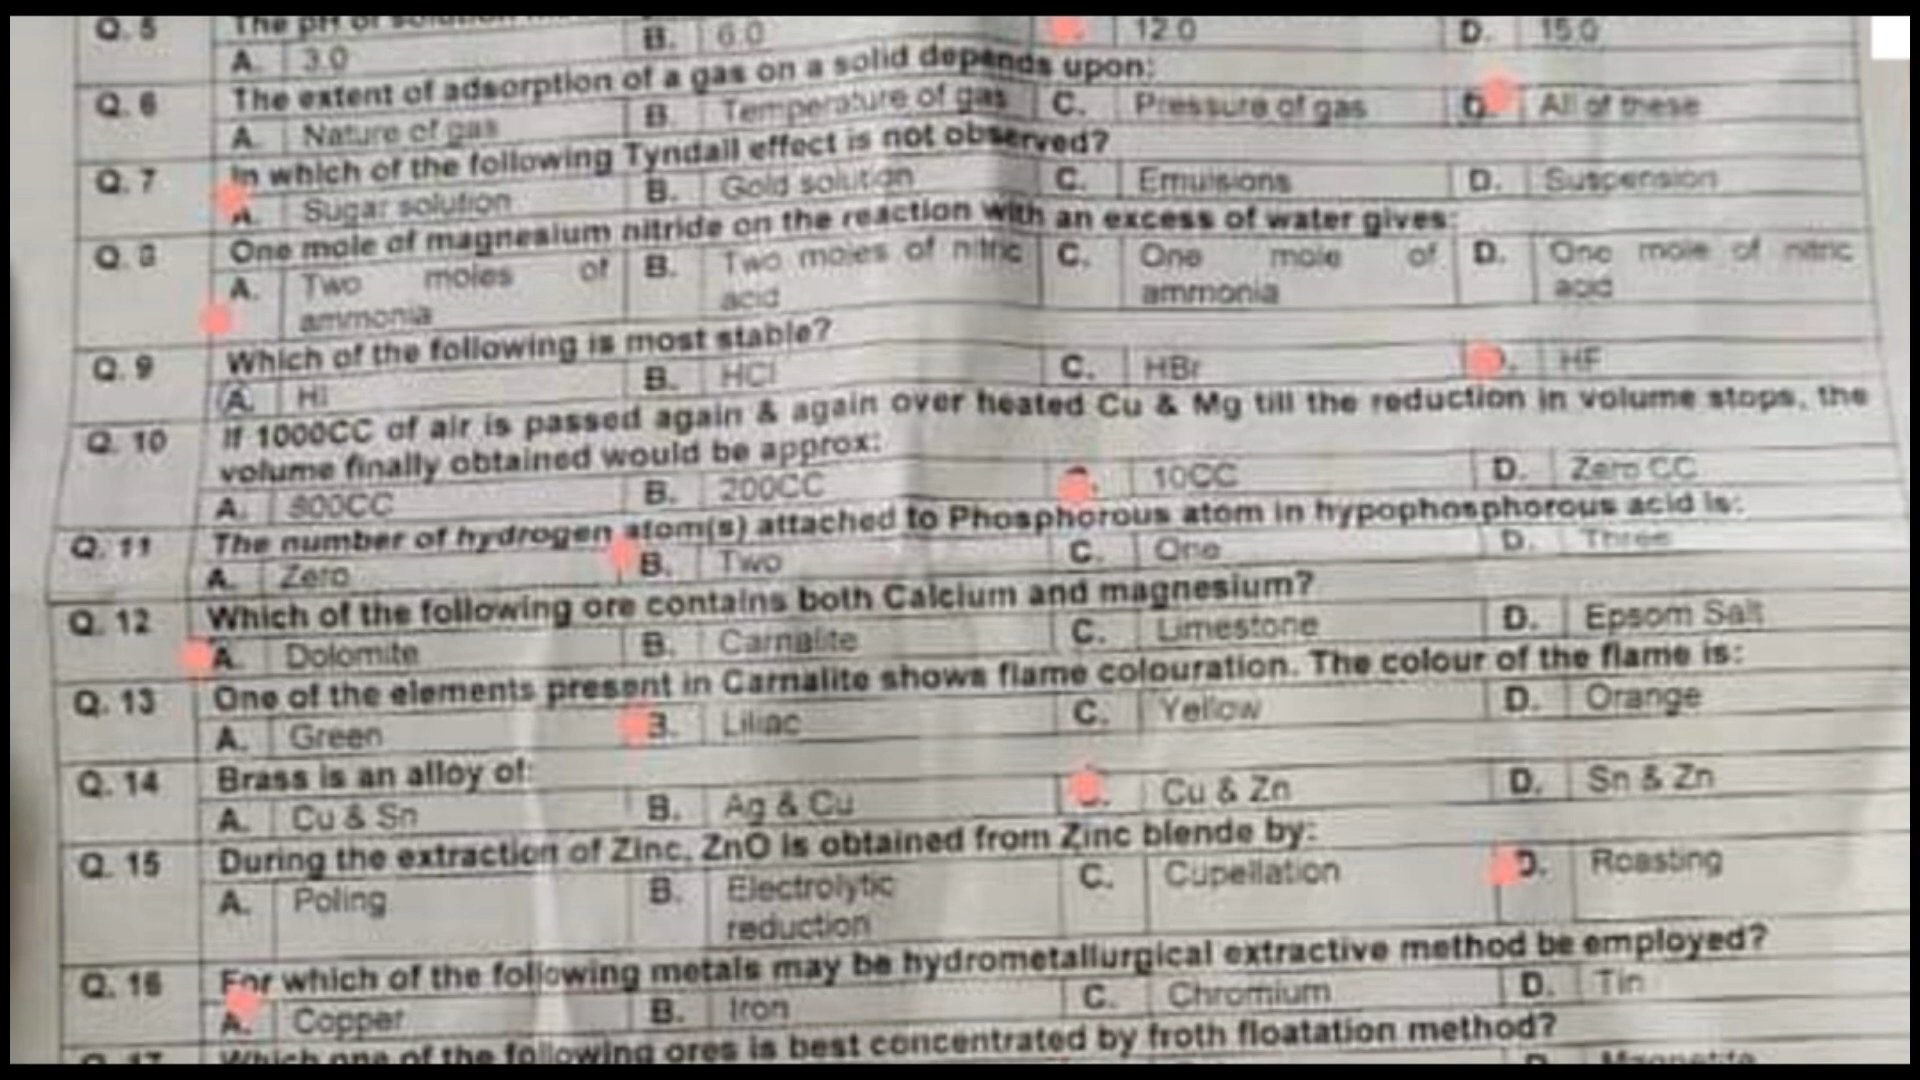 Q. 5 The pH of solution
A. 3.0 B. 6.0 12.0 D. 15.0
Q. 6 The extent of adsorption of a gas on a solid depends upon:
A. Nature of gas B. Temperature of gas C. Pressure of gas D. All of these
Q. 7 In which of the following Tyndall effect is not observed?
A. Sugar solution B. Gold solution C. Emulsions D. Suspension
Q. 8 One mole of magnesium nitride on the reaction with an excess of water gives:
A. Two moles of B. Two moles of nitric C. One mole of D. One mole of nitric
ammonia acid ammonia acid
Q. 9 Which of the following is most stable?
A. HI B. HCl C. HBr HF
Q. 10 If 1000CC of air is passed again & again over heated Cu & Mg till the reduction in volume stops, the
volume finally obtained would be approx:
A. 800CC B. 200CC 10CC D. Zero CC
Q. 11 The number of hydrogen atom(s) attached to Phosphorous atom in hypophosphorous acid is:
A. Zero B. Two C. One D. Three
Q. 12 Which of the following ore contains both Calcium and magnesium?
A. Dolomite B. Carnalite C. Limestone D. Epsom Salt
Q. 13 One of the elements present in Carnalite shows flame colouration. The colour of the flame is:
A. Green B. Liliac C. Yellow D. Orange
Q. 14 Brass is an alloy of:
A. Cu & Sn B. Ag & Cu Cu & Zn D. Sn & Zn
Q. 15 During the extraction of Zinc, ZnO is obtained from Zinc blende by:
A. Poling B. Electrolytic C. Cupellation D. Roasting
reduction
Q. 16 For which of the following metals may be hydrometallurgical extractive method be employed?
A. Copper B. Iron C. Chromium D. Tin
Q. 17 Which one of the following ores is best concentrated by froth floatation method?
D. Magnetite